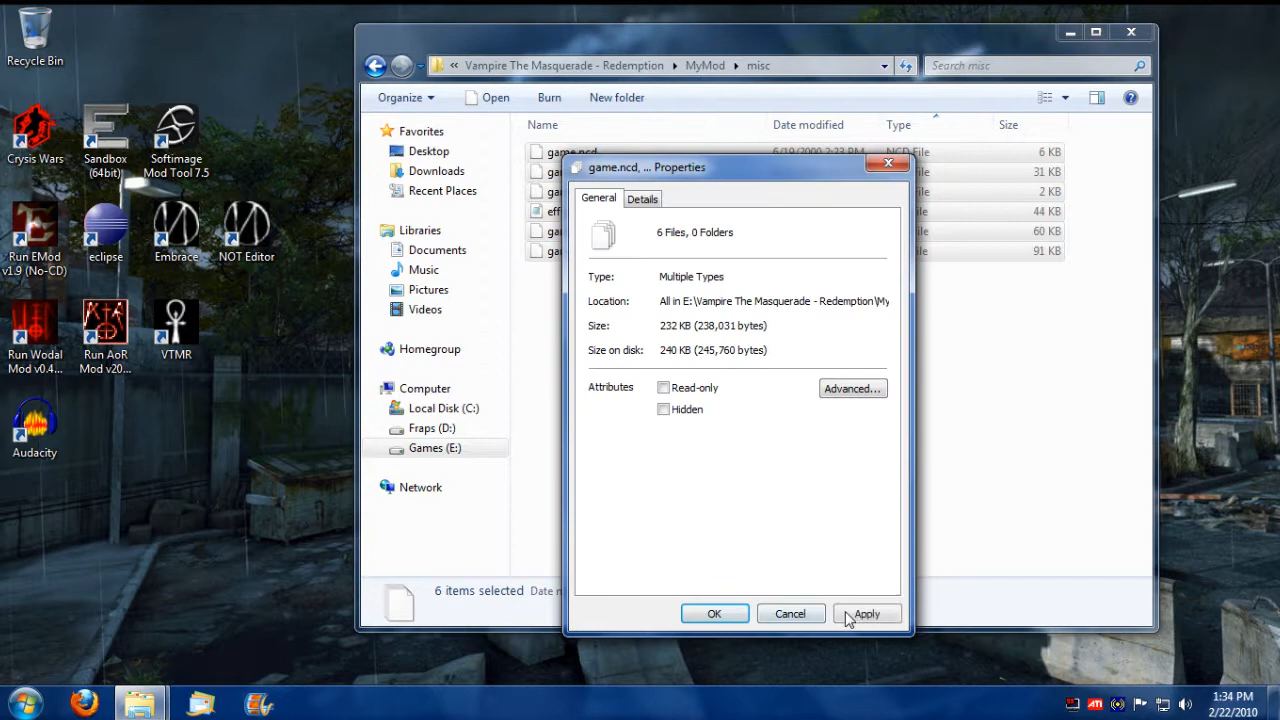 Recycle Bin
Crysis Wars
Sandbox
(64bit)
Softimage
Mod Tool 7.5
Run EMod
v1.9 (No-CD)
eclipse
Embrace
NOT Editor
Run Wodal
Mod v0.4...
Run AoR
Mod v20...
VTMR
Audacity
« Vampire The Masquerade - Redemption MyMod misc
Search misc
Organize Open Burn New folder
Name Date modified Type Size
Favorites
Desktop
Downloads
Recent Places
Libraries
Documents
Music
Pictures
Videos
Homegroup
Computer
Local Disk (C:)
Fraps (D:)
Games (E:)
Network
6 KB
31 KB
2 KB
44 KB
60 KB
91 KB
6 items selected
game.ncd, ... Properties
General Details
6 Files, 0 Folders
Type: Multiple Types
Location: All in E:\Vampire The Masquerade - Redemption\My
Size: 232 KB (238,031 bytes)
Size on disk: 240 KB (245,760 bytes)
Attributes Read-only Advanced...
Hidden
OK Cancel Apply
ATI
1:34 PM
2/22/2010